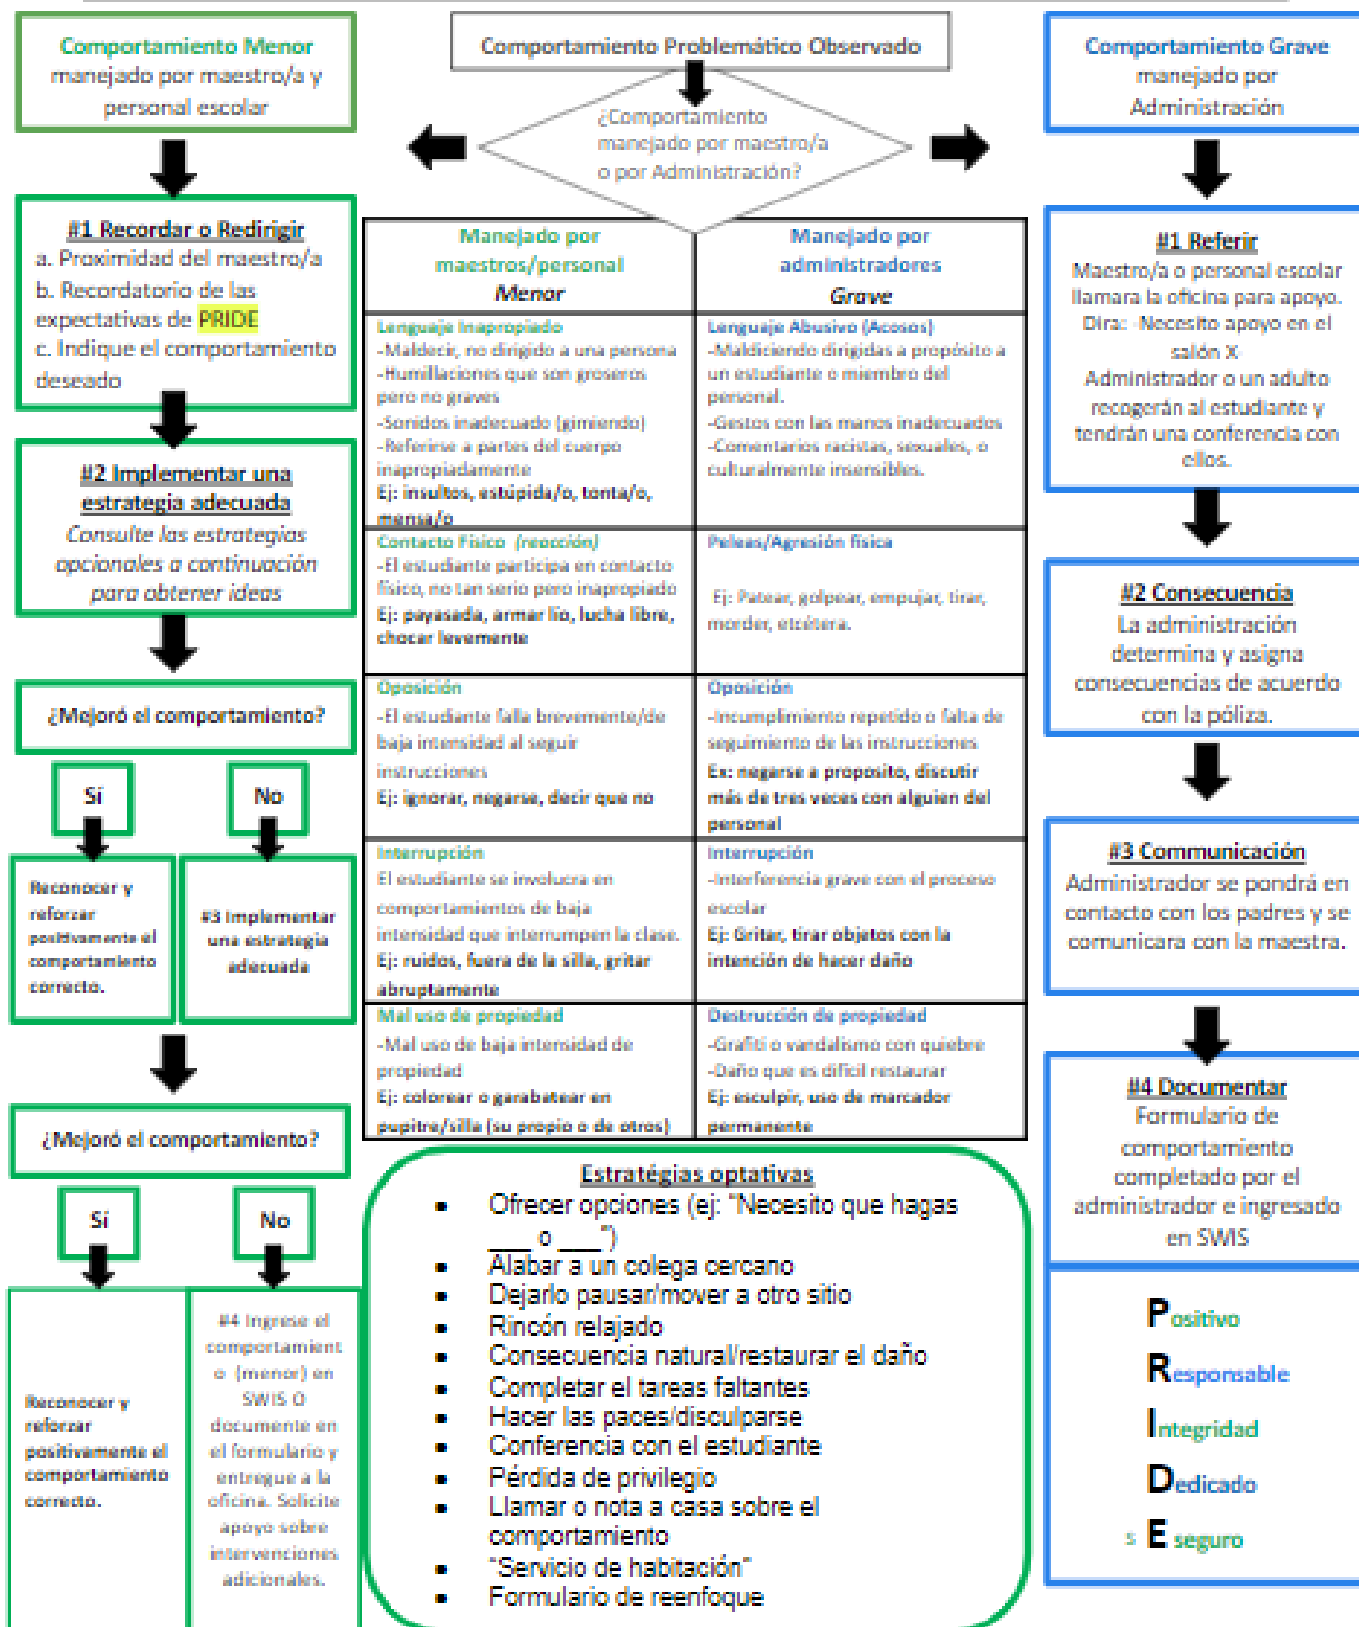 Comportamiento Menor
manejado por maestro/a y
personal escolar
Comportamiento Problemático Observado
¿Comportamiento
manejado por maestro/a
o por Administración?
Comportamiento Grave
manejado por
Administración
#1 Recordar o Redirigir
a. Proximidad del maestro/a
b. Recordatorio de las
expectativas de PRIDE
c. Indique el comportamiento
deseado
#2 Implementar una
estrategia adecuada
Consulte las estrategias
opcionales a continuación
para obtener ideas
¿Mejoró el comportamiento?
Sí
No
Reconocer y
reforzar
positivamente el
comportamiento
correcto.
#3 Implementar
una estrategia
adecuada
¿Mejoró el comportamiento?
Sí
No
Reconocer y
reforzar
positivamente el
comportamiento
correcto.
#4 Ingrese el
comportamient
o (menor) en
SWIS O
documente en
el formulario y
entregue a la
oficina. Solicite
apoyo sobre
intervenciones
adicionales.
Manejado por
maestros/personal
Menor
Manejado por
administradores
Grave
Lenguaje Inapropiado
-Maldecir, no dirigido a una persona
-Humillaciones que son groseros
pero no graves
-Sonidos inadecuado (gimiendo)
-Referirse a partes del cuerpo
inapropiadamente
Ej: insultos, estúpida/o, tonta/o,
mensa/o
Lenguaje Abusivo (Acosos)
-Maldiciendo dirigidas a propósito a
un estudiante o miembro del
personal.
-Gestos con las manos inadecuados
-Comentarios racistas, sexuales, o
culturalmente insensibles.
Contacto Físico (reacción)
-El estudiante participa en contacto
físico, no tan serio pero inapropiado
Ej: payasada, armar lío, lucha libre,
chocar levemente
Peleas/Agresión física
Ej: Patear, golpear, empujar, tirar,
morder, etcétera.
Oposición
-El estudiante falla brevemente/de
baja intensidad al seguir
instrucciones
Ej: ignorar, negarse, decir que no
Oposición
-Incumplimiento repetido o falta de
seguimiento de las instrucciones
Ex: negarse a proposito, discutir
más de tres veces con alguien del
personal
Interrupción
El estudiante se involucra en
comportamientos de baja
intensidad que interrumpen la clase.
Ej: ruidos, fuera de la silla, gritar
abruptamente
Interrupción
-Interferencia grave con el proceso
escolar
Ej: Gritar, tirar objetos con la
intención de hacer daño
Mal uso de propiedad
-Mal uso de baja intensidad de
propiedad
Ej: colorear o garabatear en
pupitre/silla (su propio o de otros)
Destrucción de propiedad
-Grafiti o vandalismo con quiebre
-Daño que es difícil restaurar
Ej: esculpir, uso de marcador
permanente
Estratégias optativas
• Ofrecer opciones (ej: "Necesito que hagas
___ o ___")
• Alabar a un colega cercano
• Dejarlo pausar/mover a otro sitio
• Rincón relajado
• Consecuencia natural/restaurar el daño
• Completar el tareas faltantes
• Hacer las paces/disculparse
• Conferencia con el estudiante
• Pérdida de privilegio
• Llamar o nota a casa sobre el
comportamiento
• "Servicio de habitación"
• Formulario de reenfoque
#1 Referir
Maestro/a o personal escolar
llamara la oficina para apoyo.
Dira: -Necesito apoyo en el
salón X-
Administrador o un adulto
recogerán al estudiante y
tendrán una conferencia con
ellos.
#2 Consecuencia
La administración
determina y asigna
consecuencias de acuerdo
con la póliza.
#3 Communicación
Administrador se pondrá en
contacto con los padres y se
comunicara con la maestra.
#4 Documentar
Formulario de
comportamiento
completado por el
administrador e ingresado
en SWIS
Positivo
Responsable
Integridad
Dedicado
s E seguro